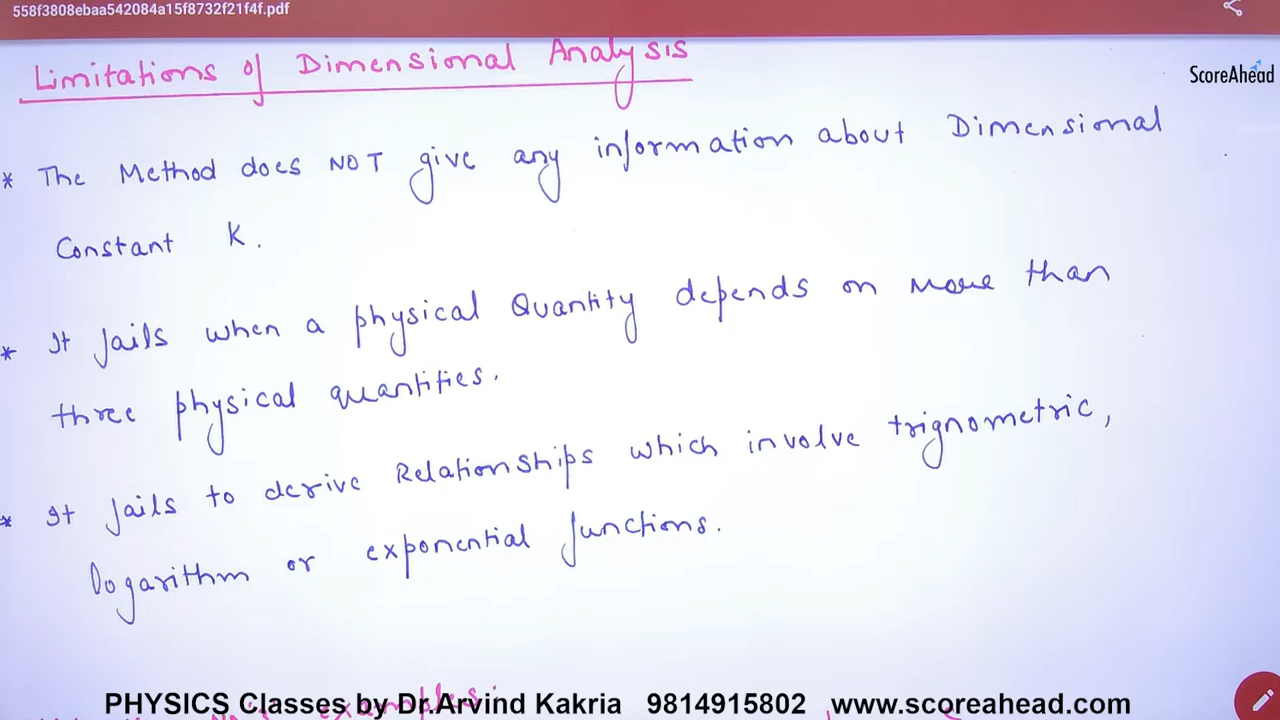 558f3808ebaa542084a15f8732f21f4f.pdf
Limitations of Dimensional Analysis
ScoreAhead
* The Method does NOT give any information about Dimensional
Constant K.
* It fails when a physical Quantity depends on more than
three physical quantities.
* It fails to derive Relationships which involve trignometric,
logarithm or exponential functions.
examples:
PHYSICS Classes by Dr.Arvind Kakria 9814915802 www.scoreahead.com